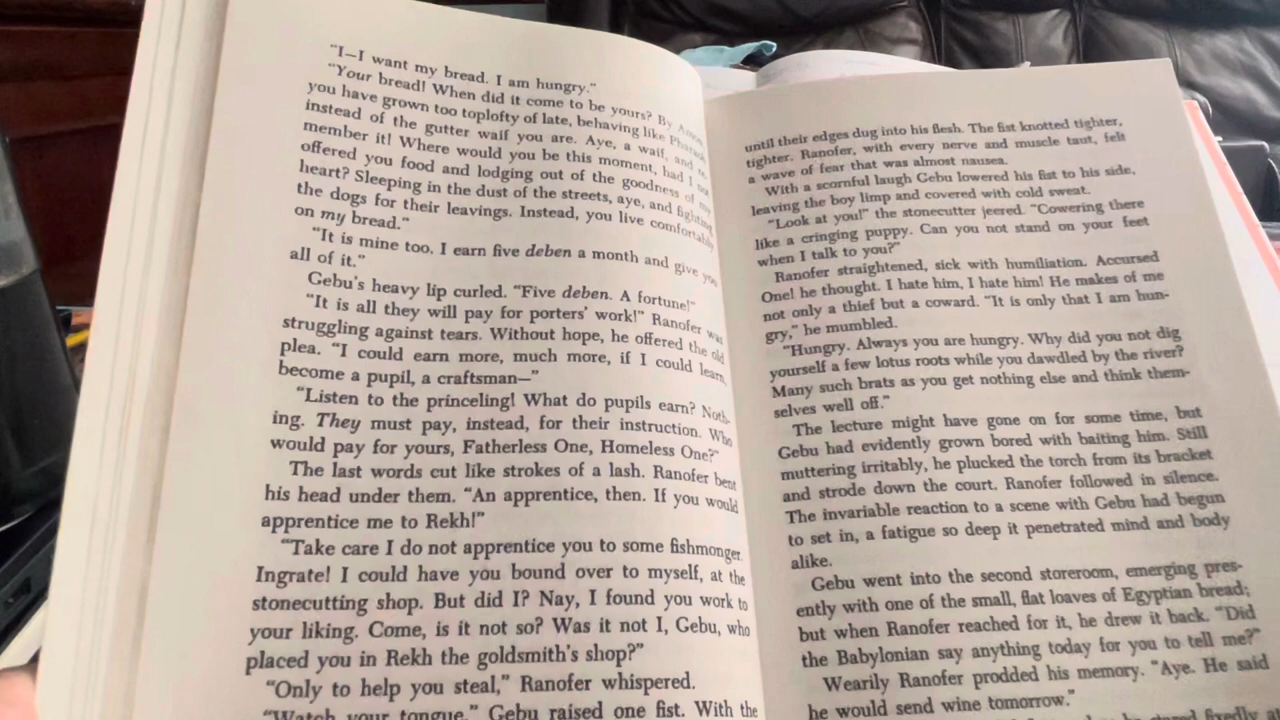 "I—I want my bread. I am hungry."
"Your bread! When did it come to be yours? By Amon,
you have grown too toplofty of late, behaving like Pharaoh
instead of the gutter waif you are. Aye, a waif, and re-
member it! Where would you be this moment, had I not
offered you food and lodging out of the goodness of my
heart? Sleeping in the dust of the streets, aye, and fighting
the dogs for their leavings. Instead, you live comfortably
on my bread."
"It is mine too. I earn five deben a month and give you
all of it."
Gebu's heavy lip curled. "Five deben. A fortune!"
"It is all they will pay for porters' work!" Ranofer was
struggling against tears. Without hope, he offered the old
plea. "I could earn more, much more, if I could learn,
become a pupil, a craftsman—"
"Listen to the princeling! What do pupils earn? Noth-
ing. They must pay, instead, for their instruction. Who
would pay for yours, Fatherless One, Homeless One?"
The last words cut like strokes of a lash. Ranofer bent
his head under them. "An apprentice, then. If you would
apprentice me to Rekh!"
"Take care I do not apprentice you to some fishmonger.
Ingrate! I could have you bound over to myself, at the
stonecutting shop. But did I? Nay, I found you work to
your liking. Come, is it not so? Was it not I, Gebu, who
placed you in Rekh the goldsmith's shop?"
"Only to help you steal," Ranofer whispered.
"Watch your tongue." Gebu raised one fist. With the
until their edges dug into his flesh. The fist knotted tighter,
tighter. Ranofer, with every nerve and muscle taut, felt
a wave of fear that was almost nausea.
With a scornful laugh Gebu lowered his fist to his side,
leaving the boy limp and covered with cold sweat.
"Look at you!" the stonecutter jeered. "Cowering there
like a cringing puppy. Can you not stand on your feet
when I talk to you?"
Ranofer straightened, sick with humiliation. Accursed
One! he thought. I hate him, I hate him! He makes of me
not only a thief but a coward. "It is only that I am hun-
gry," he mumbled.
"Hungry. Always you are hungry. Why did you not dig
yourself a few lotus roots while you dawdled by the river?
Many such brats as you get nothing else and think them-
selves well off."
The lecture might have gone on for some time, but
Gebu had evidently grown bored with baiting him. Still
muttering irritably, he plucked the torch from its bracket
and strode down the court. Ranofer followed in silence.
The invariable reaction to a scene with Gebu had begun
to set in, a fatigue so deep it penetrated mind and body
alike.
Gebu went into the second storeroom, emerging pres-
ently with one of the small, flat loaves of Egyptian bread;
but when Ranofer reached for it, he drew it back. "Did
the Babylonian say anything today for you to tell me?"
Wearily Ranofer prodded his memory. "Aye. He said
he would send wine tomorrow."